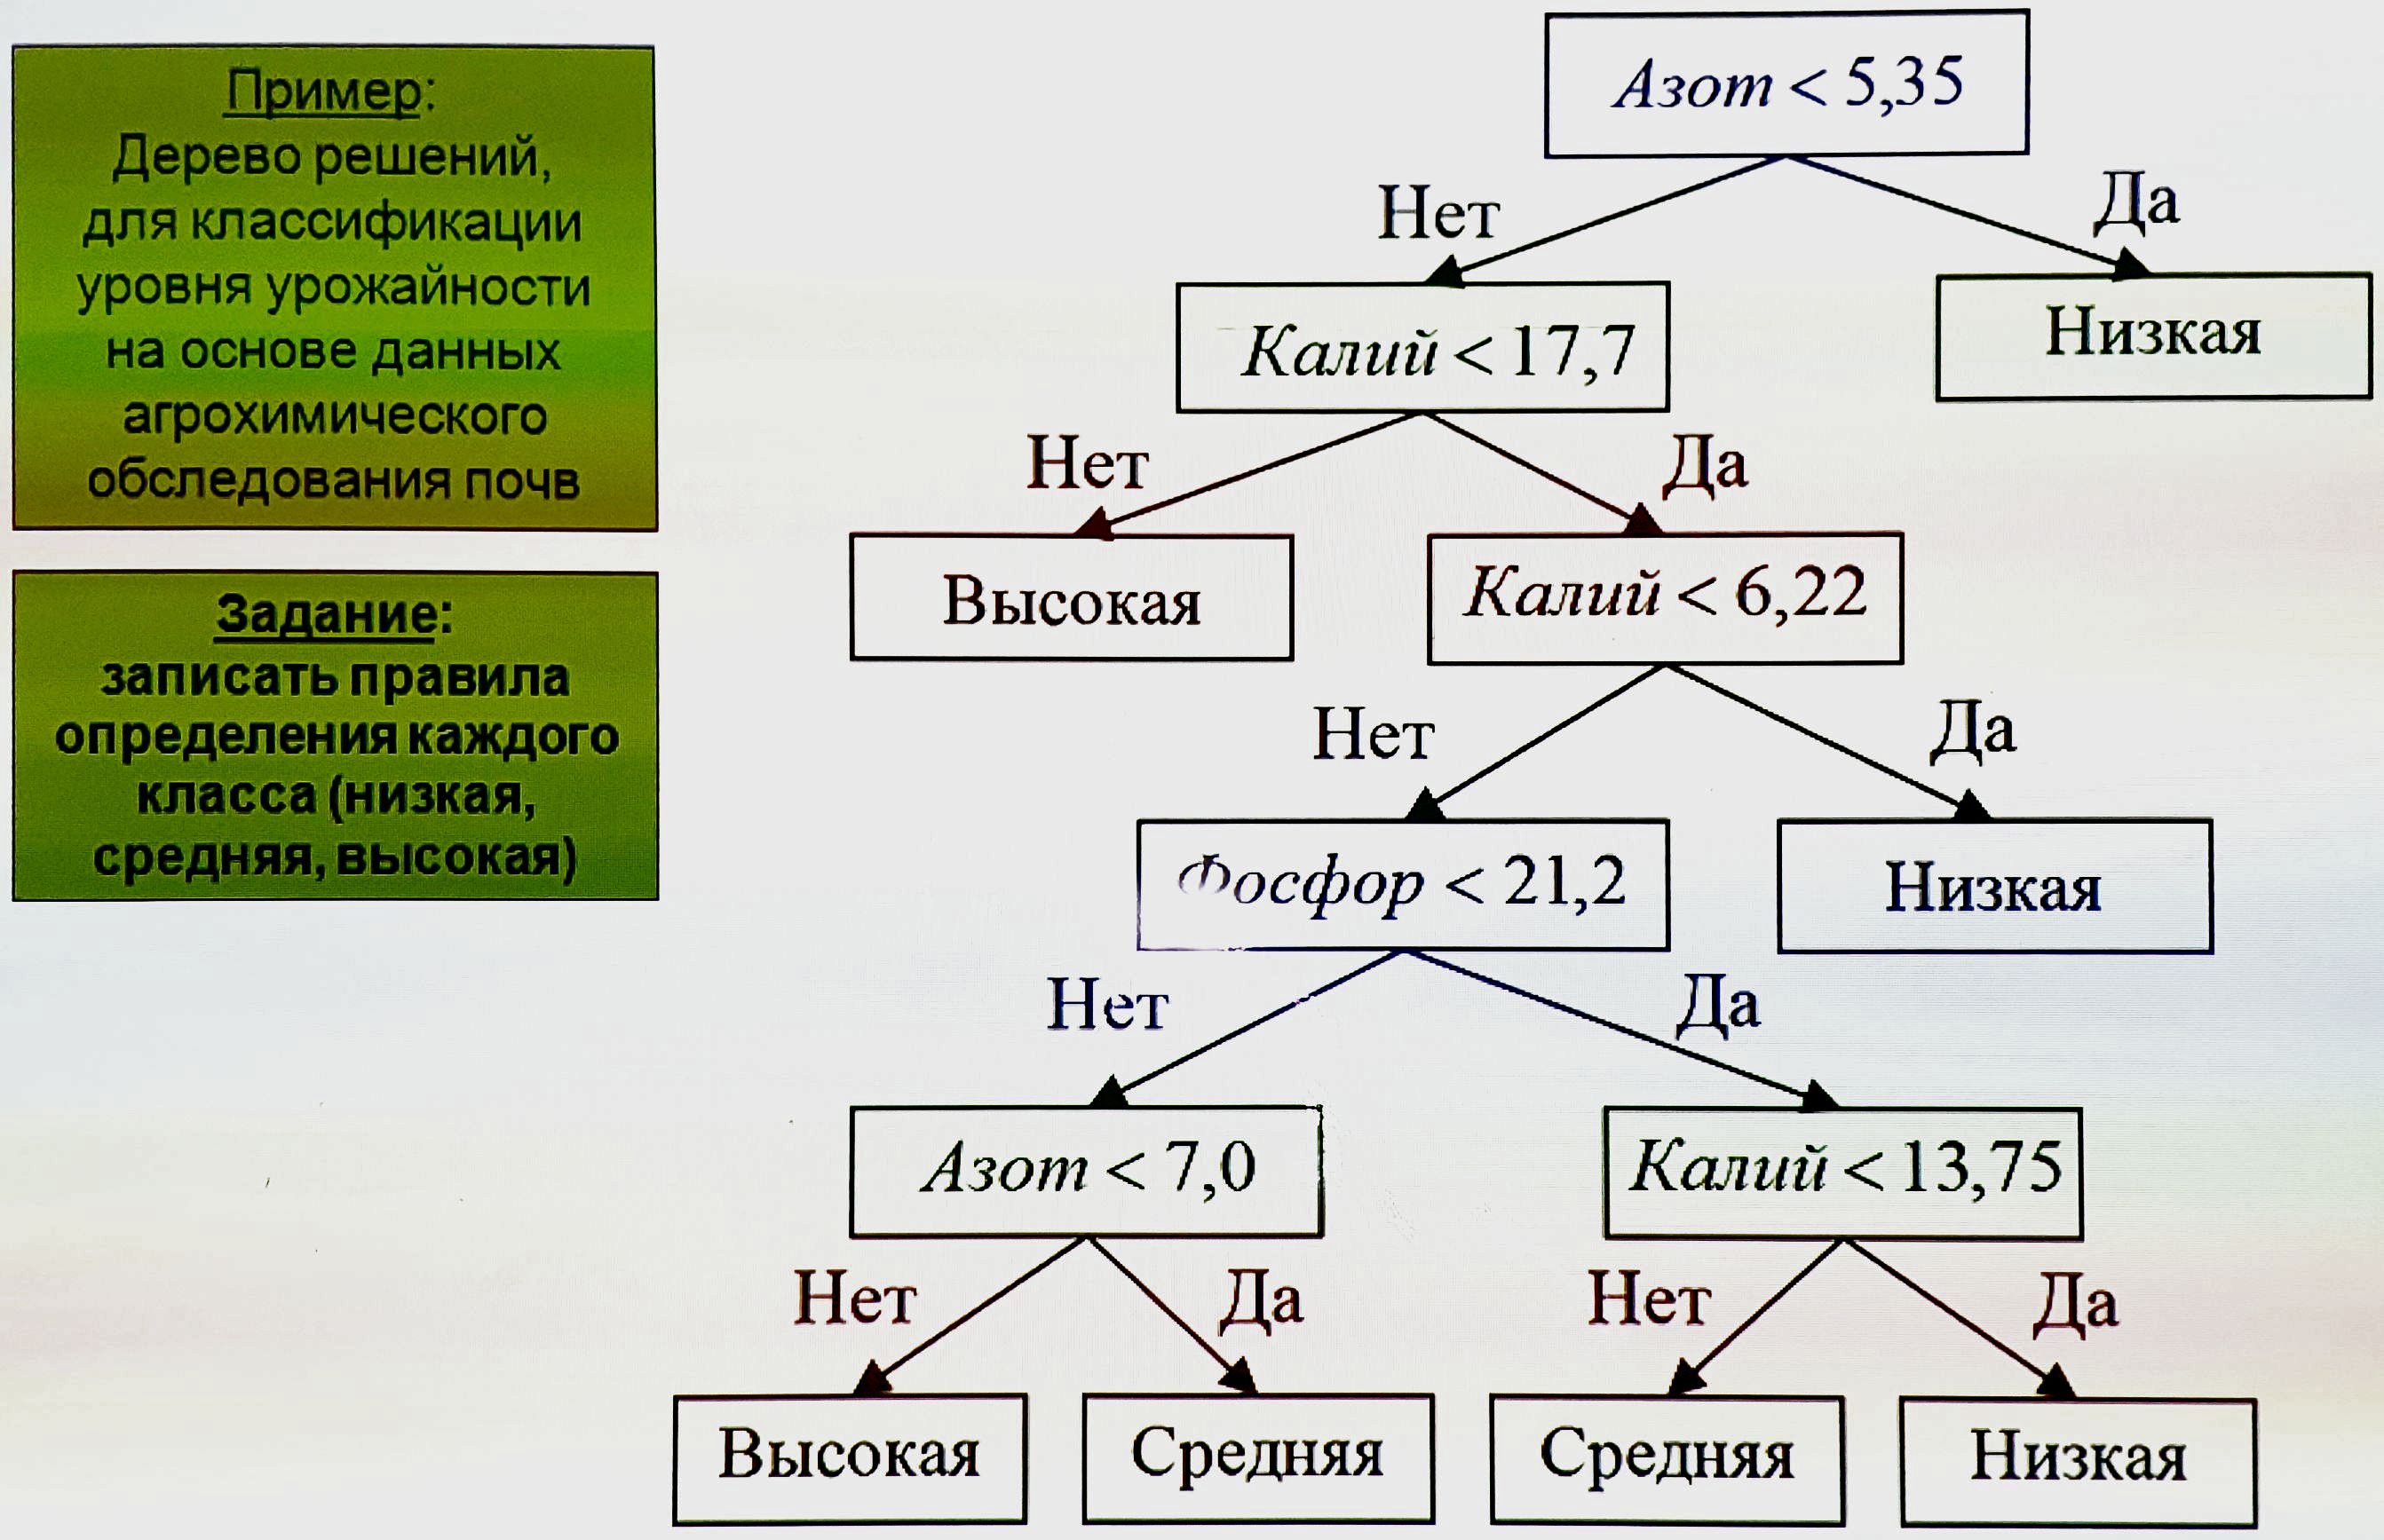 Пример:
Дерево решений,
для классификации
уровня урожайности
на основе данных
агрохимического
обследования почв
Задание:
записать правила
определения каждого
класса (низкая,
средняя, высокая)
Азот < 5,35
Нет
Да
Калий < 17,7
Низкая
Нет
Да
Высокая
Калий < 6,22
Нет
Да
Фосфор < 21,2
Низкая
Нет
Да
Азот < 7,0
Калий < 13,75
Нет
Да
Нет
Да
Высокая
Средняя
Средняя
Низкая